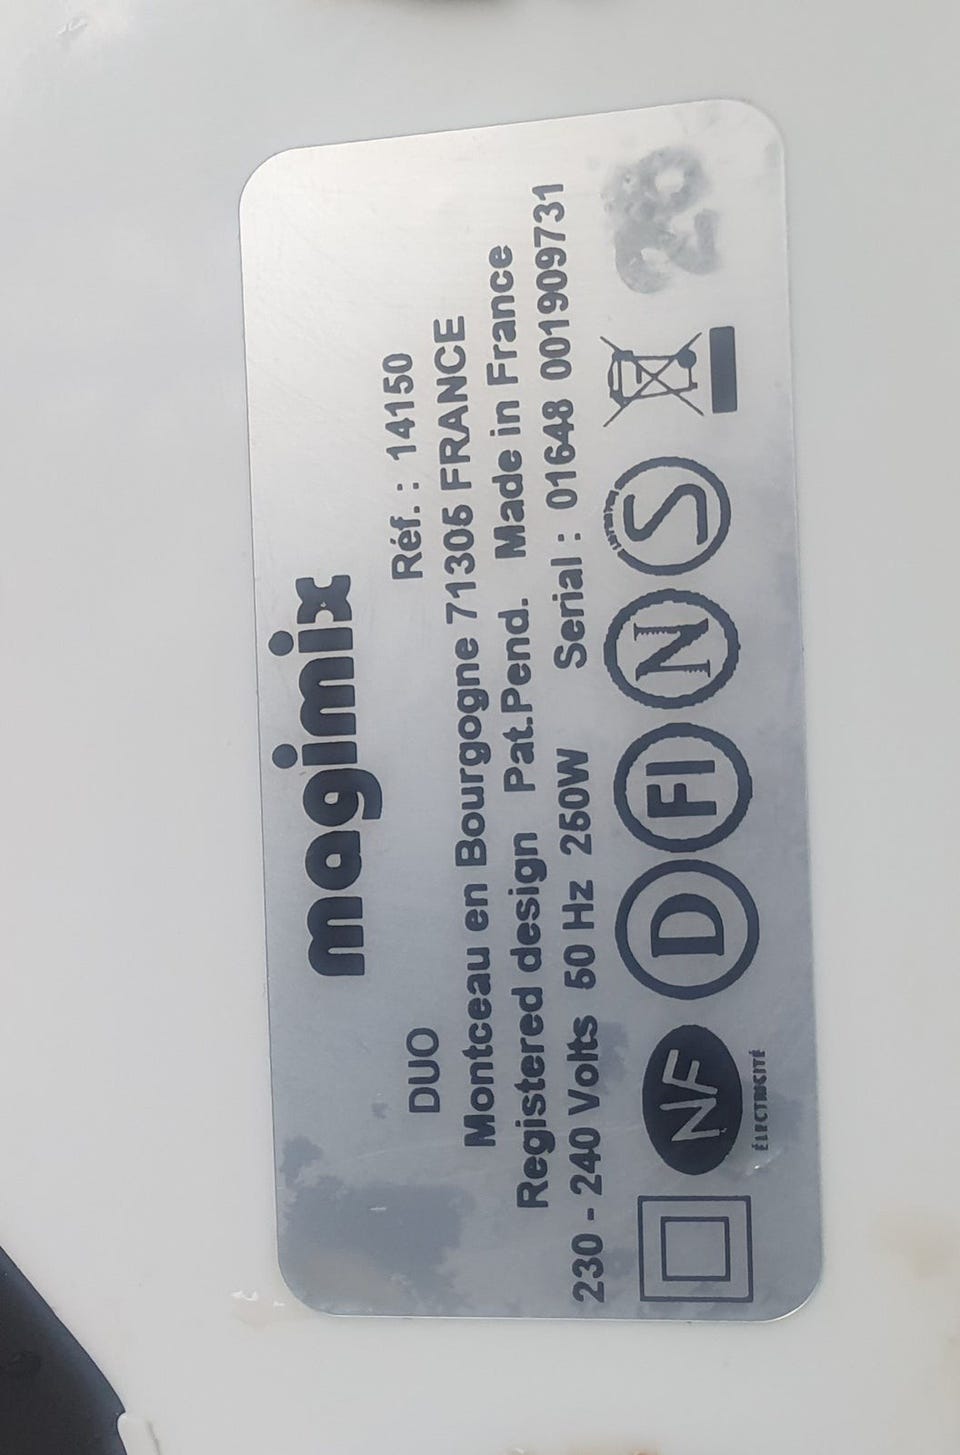 magimix
DUO Réf. : 14150
Montceau en Bourgogne 71305 FRANCE
Registered design Pat.Pend. Made in France
230 - 240 Volts 50 Hz 250W Serial : 01648 001909731
NF D FI N S
ÉLECTRICITÉ